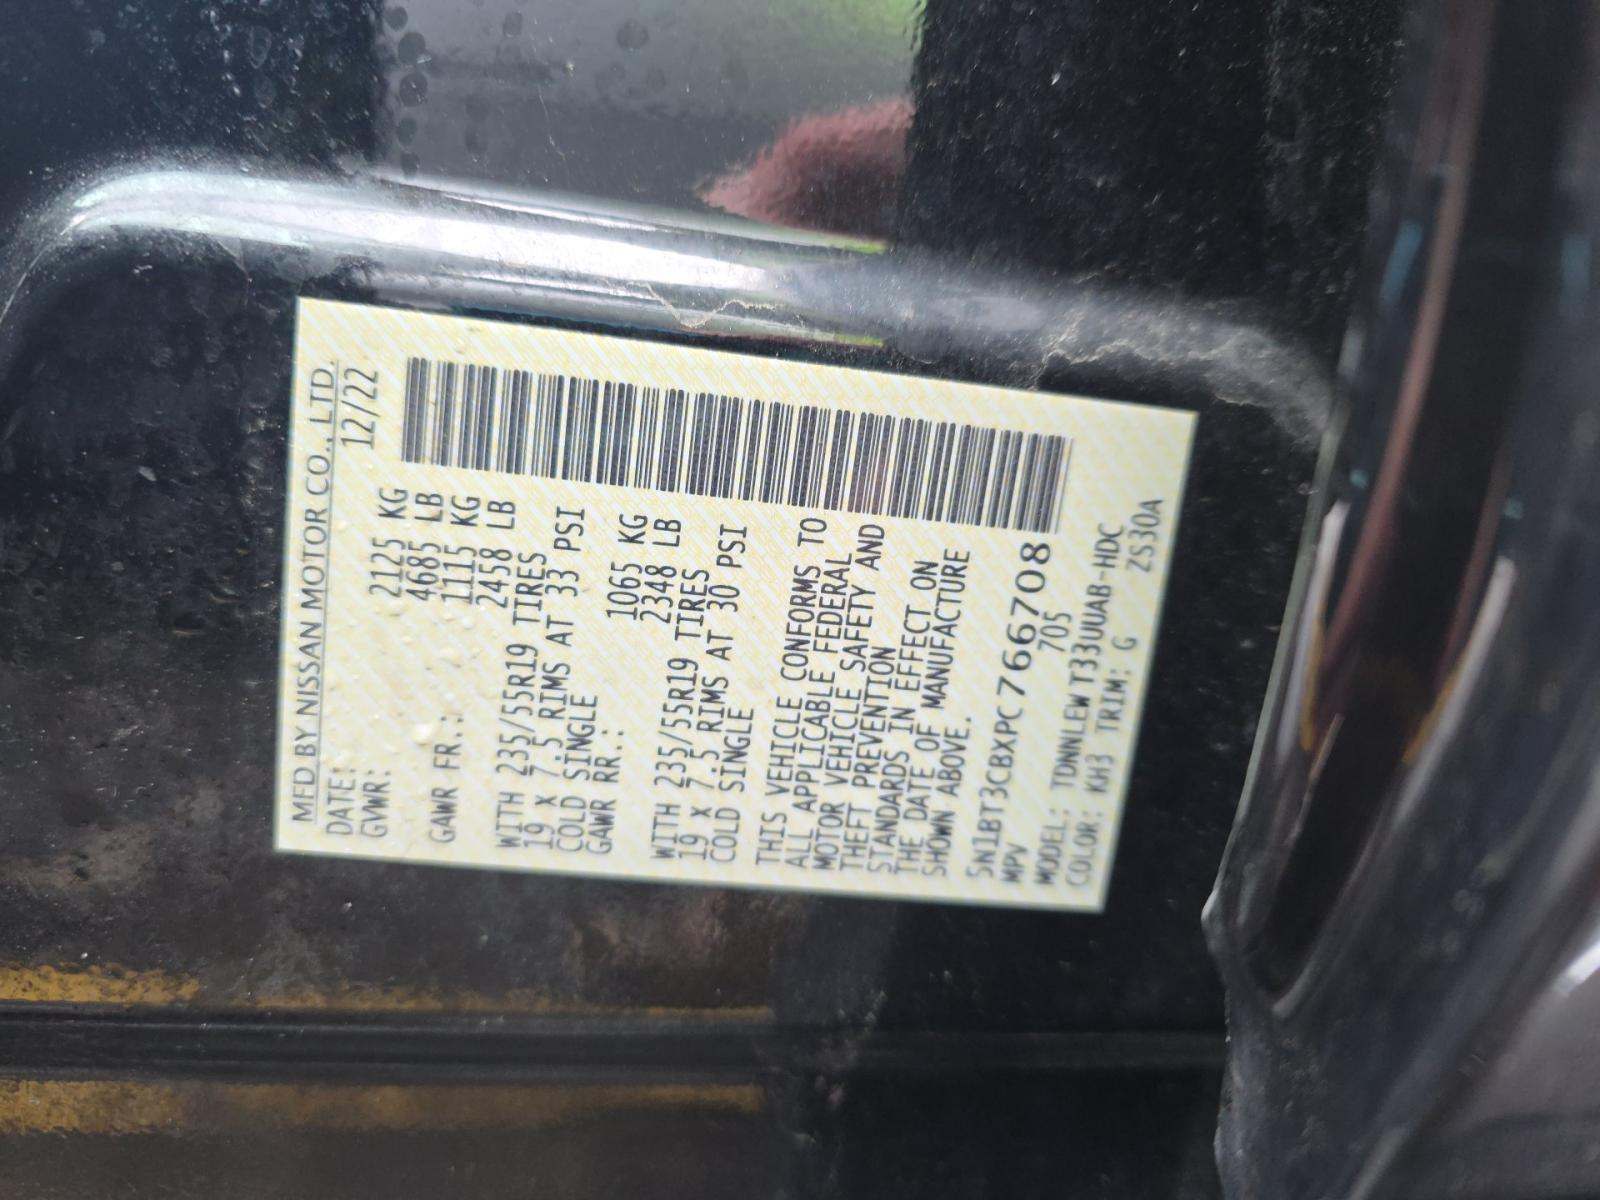 MFD BY NISSAN MOTOR CO., LTD.
DATE: 12/22
GVWR: 2125 KG
4685 LB
GAWR FR.: 1115 KG
2458 LB
WITH 235/55R19 TIRES
19 x 7.5 RIMS AT 33 PSI
COLD SINGLE
GAWR RR.: 1065 KG
2348 LB
WITH 235/55R19 TIRES
19 x 7.5 RIMS AT 30 PSI
COLD SINGLE
THIS VEHICLE CONFORMS TO
ALL APPLICABLE FEDERAL
MOTOR VEHICLE SAFETY AND
THEFT PREVENTION
STANDARDS IN EFFECT ON
THE DATE OF MANUFACTURE
SHOWN ABOVE.
5N1BT3CBXPC766708
MPV 705
MODEL: TDNNLEW T33UUAB-HDC
COLOR: KH3 TRIM: G ZS30A